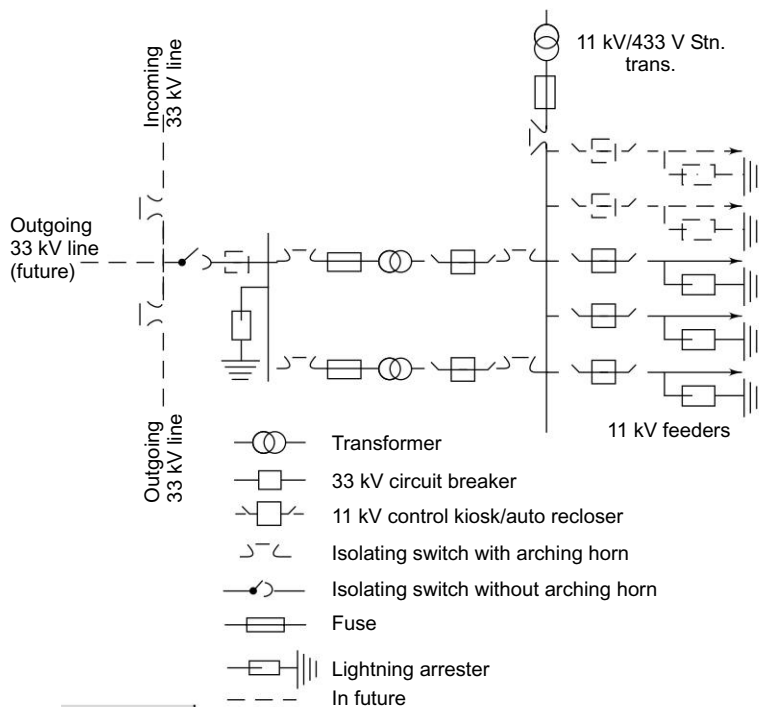 11 kV/433 V Stn.
trans.
Incoming
33 kV line
Outgoing
33 kV line
(future)
Outgoing
33 kV line
11 kV feeders
Transformer
33 kV circuit breaker
11 kV control kiosk/auto recloser
Isolating switch with arching horn
Isolating switch without arching horn
Fuse
Lightning arrester
In future